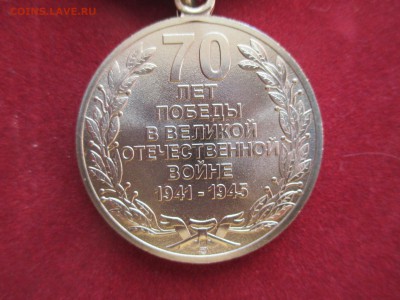 COINS.LAVE.RU
70
ЛЕТ
ПОБЕДЫ
В ВЕЛИКОЙ
ОТЕЧЕСТВЕННОЙ
ВОЙНЕ
1941 - 1945